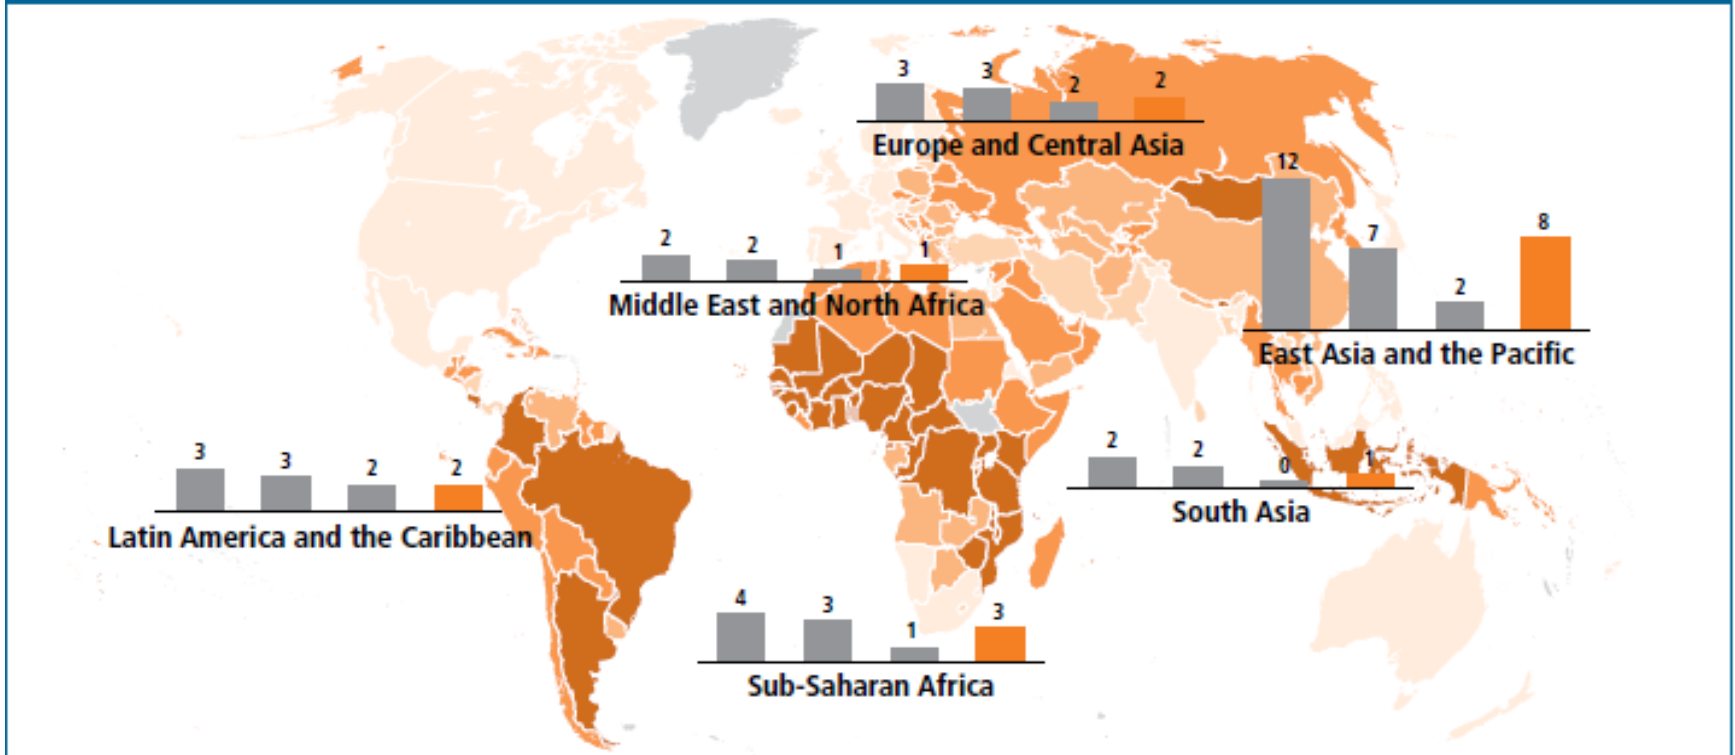 3 3 2 2
Europe and Central Asia
12 7 2 8
East Asia and the Pacific
2 2 1 1
Middle East and North Africa
2 2 0 1
South Asia
3 3 2 2
Latin America and the Caribbean
4 3 1 3
Sub-Saharan Africa